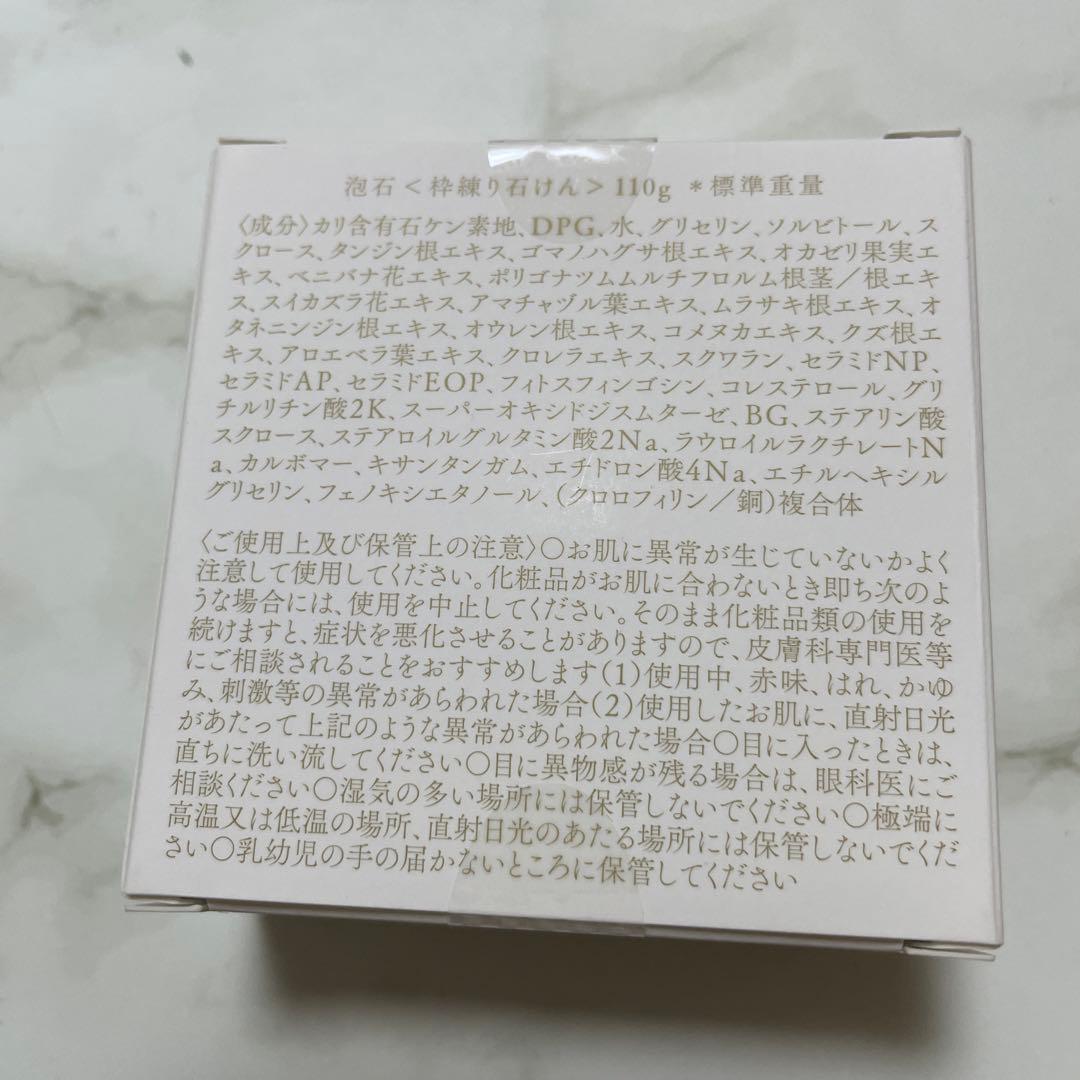 泡石＜枠練り石けん＞110g ＊標準重量
〈成分〉カリ含有石ケン素地、DPG、水、グリセリン、ソルビトール、ス
クロース、タンジン根エキス、ゴマノハグサ根エキス、オカゼリ果実エ
キス、ベニバナ花エキス、ポリゴナツムムルチフロルム根茎／根エキ
ス、スイカズラ花エキス、アマチャヅル葉エキス、ムラサキ根エキス、オ
タネニンジン根エキス、オウレン根エキス、コメヌカエキス、クズ根エ
キス、アロエベラ葉エキス、クロレラエキス、スクワラン、セラミドNP、
セラミドAP、セラミドEOP、フィトスフィンゴシン、コレステロール、グリ
チルリチン酸2K、スーパーオキシドジスムターゼ、BG、ステアリン酸
スクロース、ステアロイルグルタミン酸2Na、ラウロイルラクチレートN
a、カルボマー、キサンタンガム、エチドロン酸4Na、エチルヘキシル
グリセリン、フェノキシエタノール、（クロロフィリン／銅）複合体
〈ご使用上及び保管上の注意〉〇お肌に異常が生じていないかよく
注意して使用してください。化粧品がお肌に合わないとき即ち次のよ
うな場合には、使用を中止してください。そのまま化粧品類の使用を
続けますと、症状を悪化させることがありますので、皮膚科専門医等
にご相談されることをおすすめします（1）使用中、赤味、はれ、かゆ
み、刺激等の異常があらわれた場合（2）使用したお肌に、直射日光
があたって上記のような異常があらわれた場合〇目に入ったときは、
直ちに洗い流してください〇目に異物感が残る場合は、眼科医にご
相談ください〇湿気の多い場所には保管しないでください〇極端に
高温又は低温の場所、直射日光のあたる場所には保管しないでくだ
さい〇乳幼児の手の届かないところに保管してください